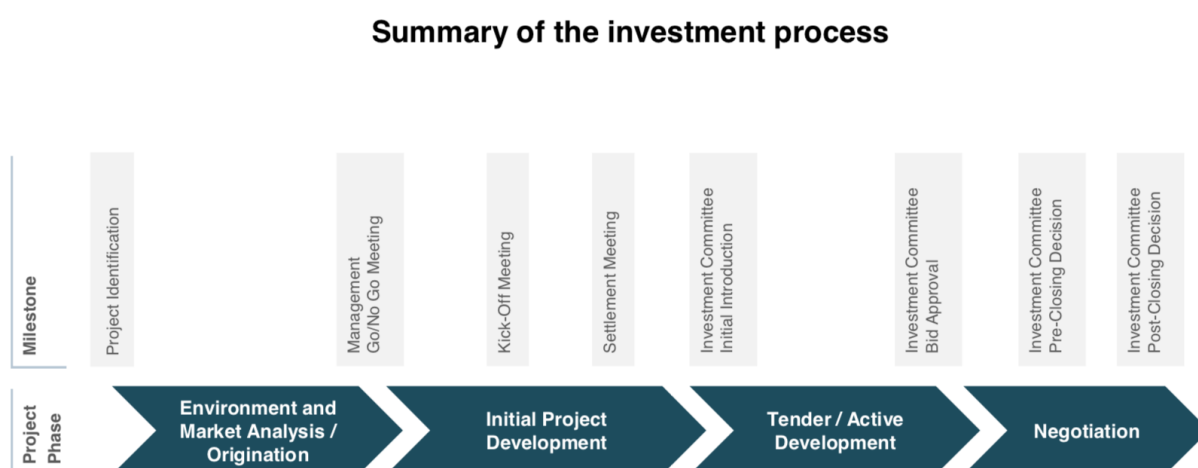 Summary of the investment process
Milestone
Project Identification
Management
Go/No Go Meeting
Kick-Off Meeting
Settlement Meeting
Investment Committee
Initial Introduction
Investment Committee
Bid Approval
Investment Committee
Pre-Closing Decision
Investment Committee
Post-Closing Decision
Project
Phase
Environment and
Market Analysis /
Origination
Initial Project
Development
Tender / Active
Development
Negotiation